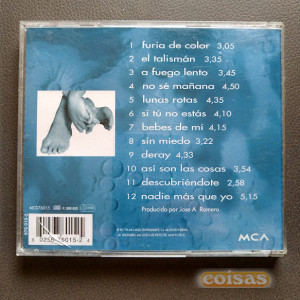 1 furia de color 3,05
2 el talismán 3,35
3 a fuego lento 3,45
4 no sé mañana 4,50
5 lunas rotas 4,35
6 si tú no estás 4,10
7 bebes de mi 4,15
8 sin miedo 3,22
9 deray 4,33
10 así son las cosas 3,54
11 descubriéndote 2,58
12 nadie más que yo 5,15
Producido por José A. Romero
MCD75015
MCA
coisas